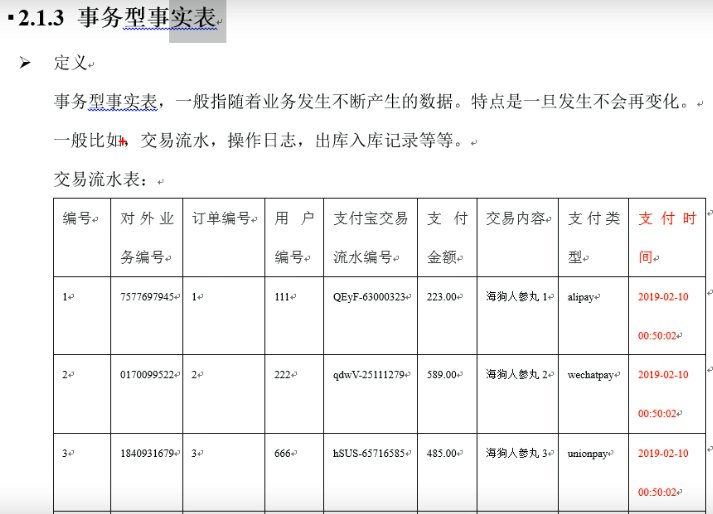 ▪2.1.3 事务型事实表
➢ 定义
事务型事实表，一般指随着业务发生不断产生的数据。特点是一旦发生不会再变化。
一般比如，交易流水，操作日志，出库入库记录等等。
交易流水表：
编号 对外业务编号 订单编号 用户编号 支付宝交易流水编号 支付金额 交易内容 支付类型 支付时间
1 7577697945 1 111 QEyF-63000323 223.00 海狗人参丸1 alipay 2019-02-10 00:50:02
2 0170099522 2 222 qdwV-25111279 589.00 海狗人参丸2 wechatpay 2019-02-10 00:50:02
3 1840931679 3 666 hSUS-65716585 485.00 海狗人参丸3 unionpay 2019-02-10 00:50:02